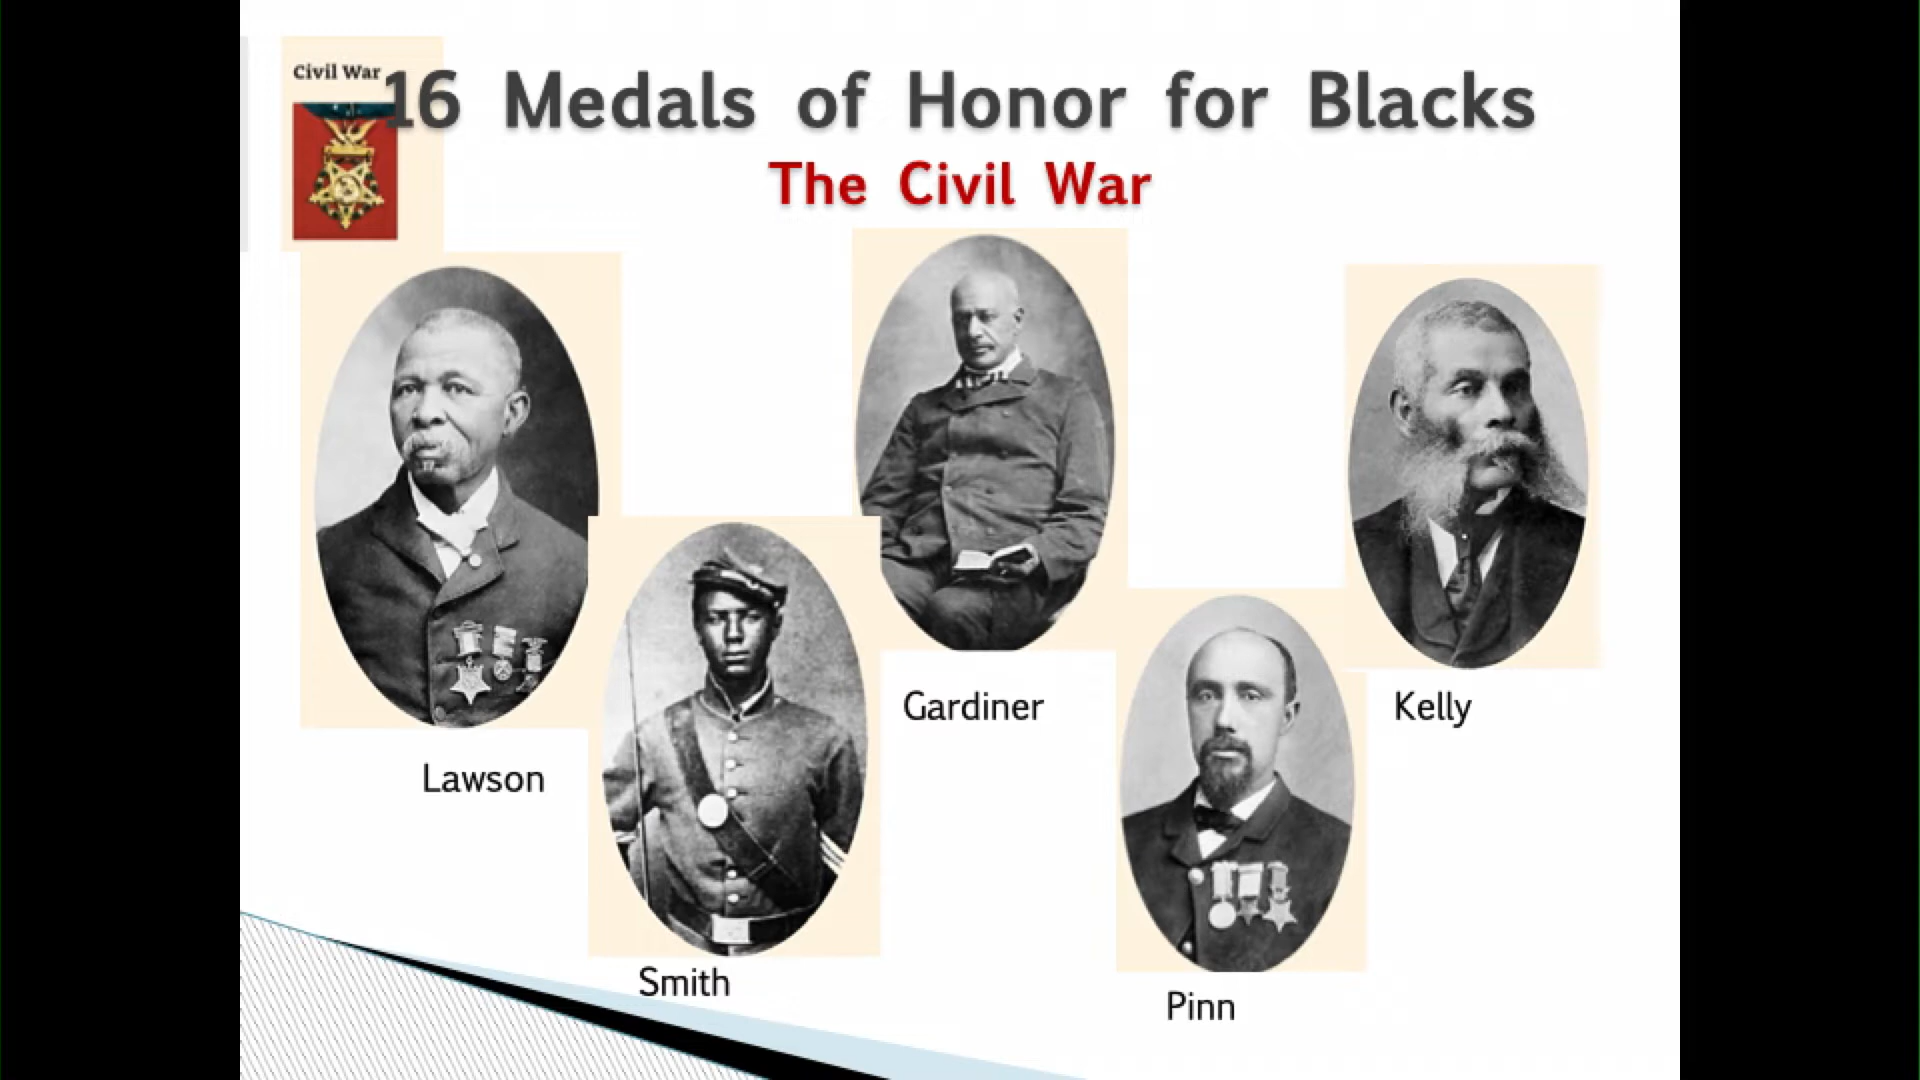 Civil War
16 Medals of Honor for Blacks
The Civil War
Gardiner
Kelly
Lawson
Smith
Pinn